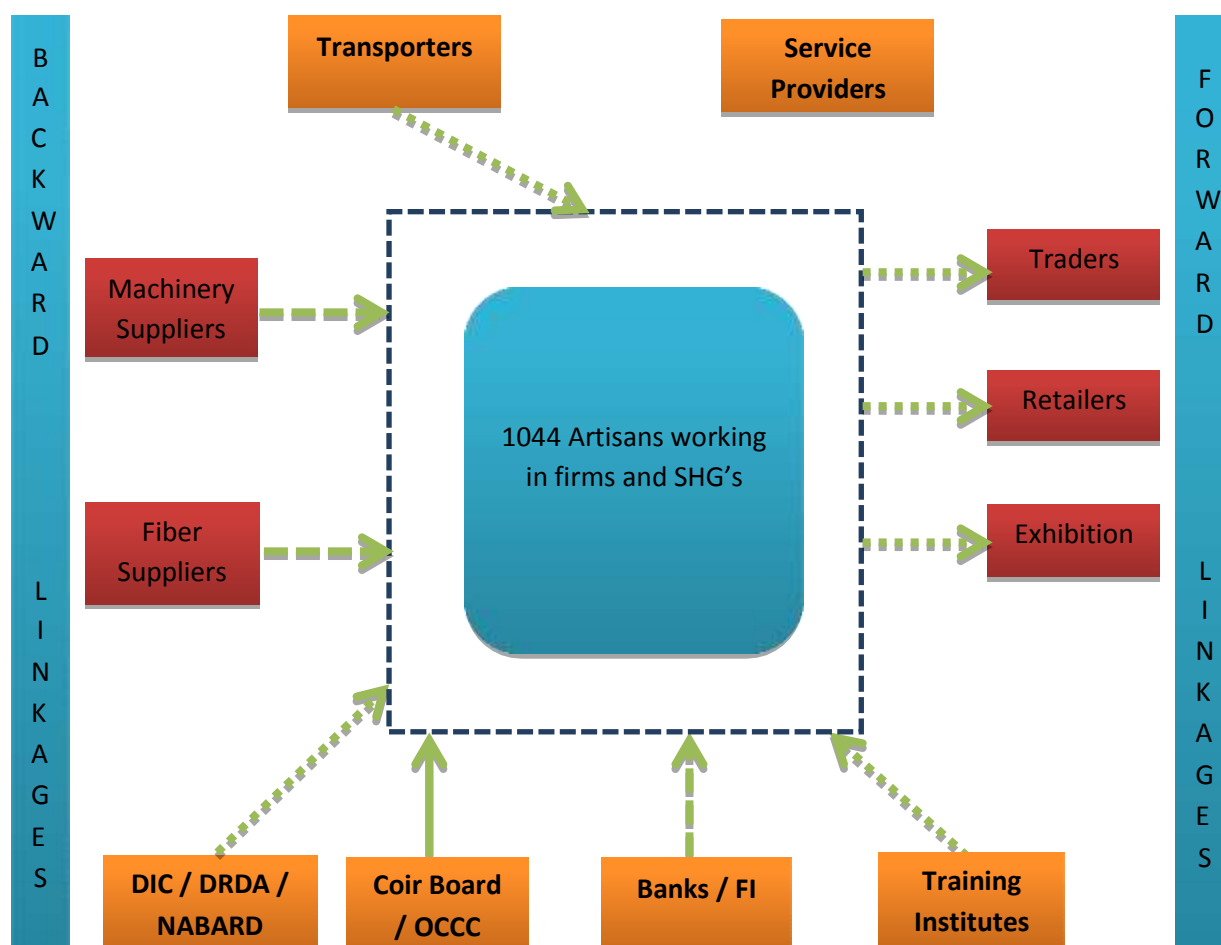 BACKWARD LINKAGES
Transporters
Service
Providers
FORWARD LINKAGES
Machinery
Suppliers
Traders
Retailers
1044 Artisans working
in firms and SHG’s
Fiber
Suppliers
Exhibition
DIC / DRDA /
NABARD
Coir Board
/ OCCC
Banks / FI
Training
Institutes